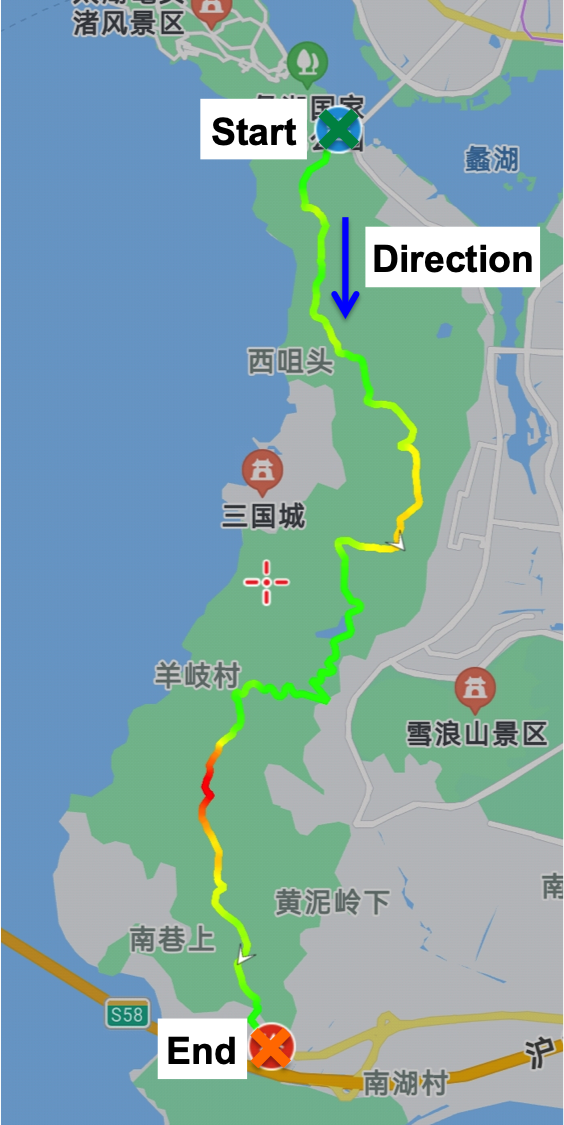 渚风景区
Start
蠡湖
Direction
西咀头
三国城
羊岐村
雪浪山景区
黄泥岭下
南
南巷上
S58
End
沪
南湖村